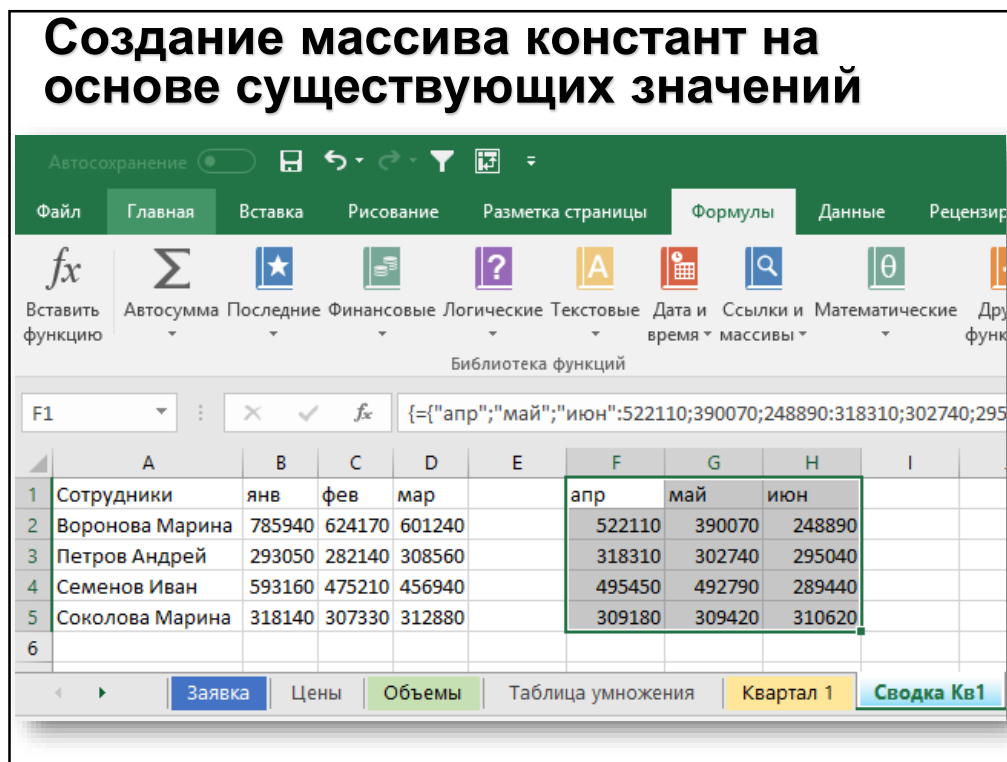 Создание массива констант на
основе существующих значений
Автосохранение
Файл Главная Вставка Рисование Разметка страницы Формулы Данные Рецензир
fx Σ ? A θ
Вставить функцию Автосумма Последние Финансовые Логические Текстовые Дата и время Ссылки и массивы Математические Дру функ
Библиотека функций
F1 fx {={"апр";"май";"июн":522110;390070;248890:318310;302740;295
A B C D E F G H I
1 Сотрудники янв фев мар апр май июн
2 Воронова Марина 785940 624170 601240 522110 390070 248890
3 Петров Андрей 293050 282140 308560 318310 302740 295040
4 Семенов Иван 593160 475210 456940 495450 492790 289440
5 Соколова Марина 318140 307330 312880 309180 309420 310620
6
Заявка Цены Объемы Таблица умножения Квартал 1 Сводка Кв1